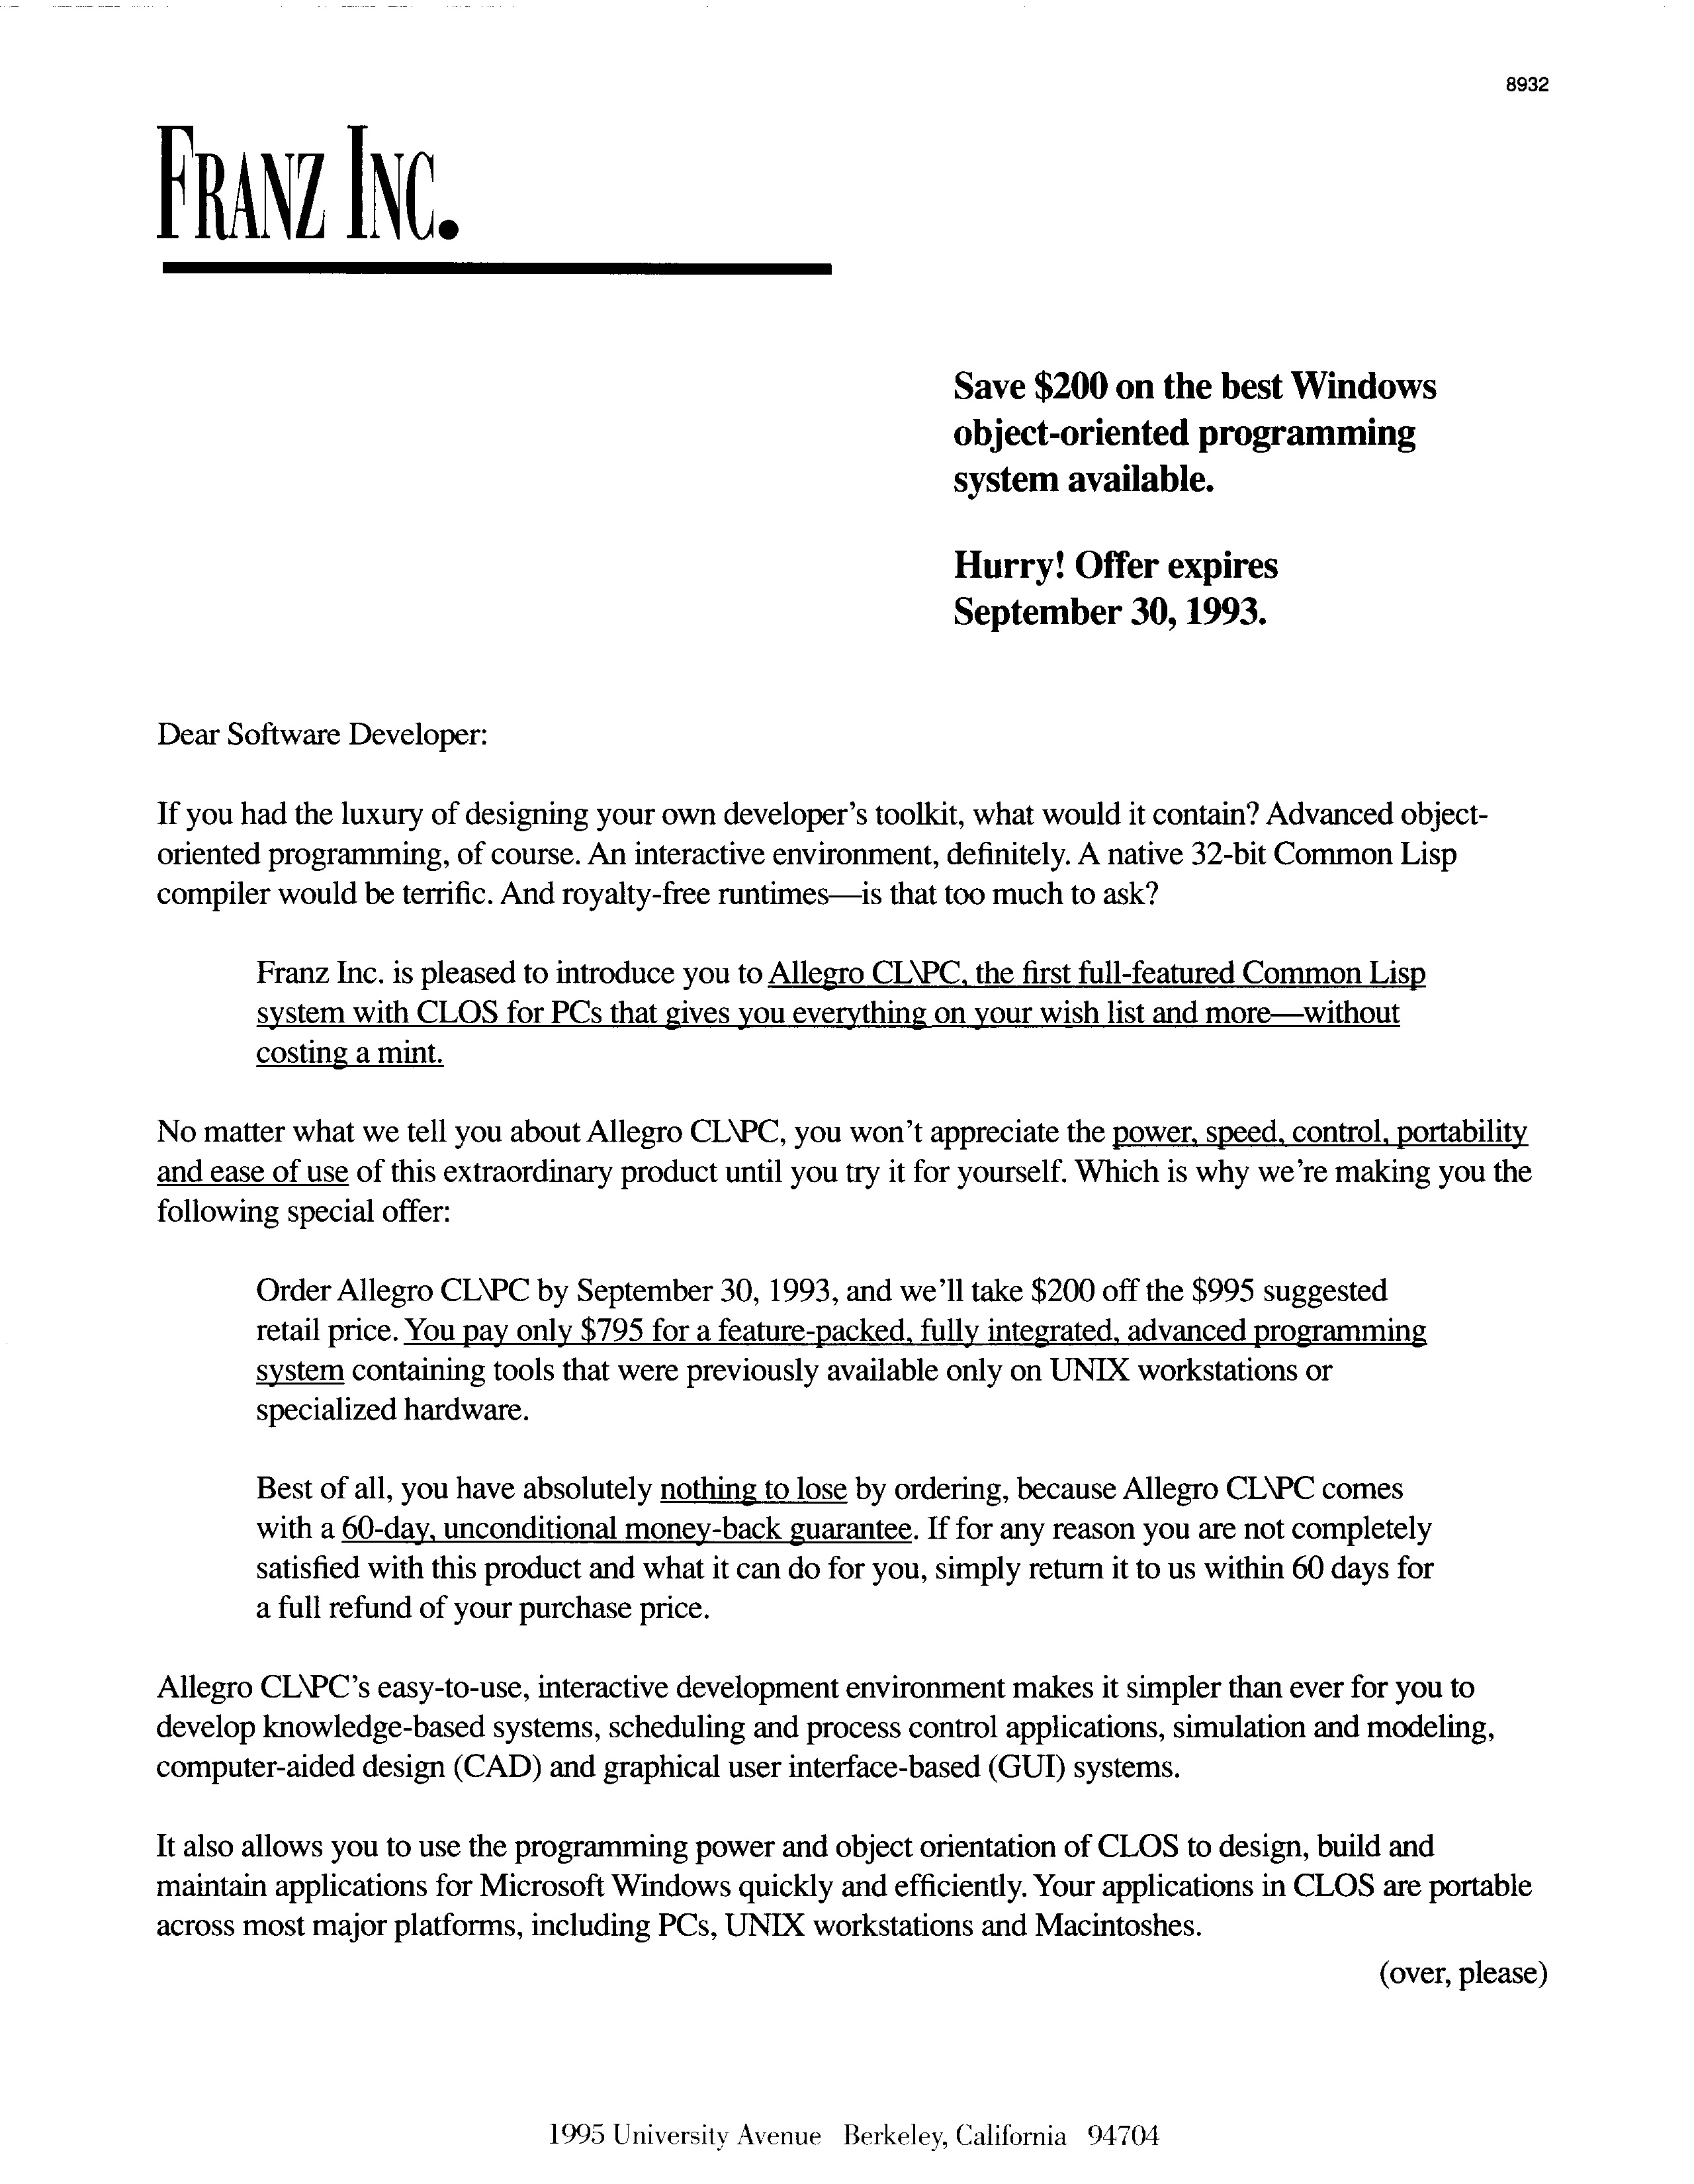 8932
FRANZ INC.
Save $200 on the best Windows
object-oriented programming
system available.
Hurry! Offer expires
September 30, 1993.
Dear Software Developer:
If you had the luxury of designing your own developer's toolkit, what would it contain? Advanced object-
oriented programming, of course. An interactive environment, definitely. A native 32-bit Common Lisp
compiler would be terrific. And royalty-free runtimes—is that too much to ask?
Franz Inc. is pleased to introduce you to Allegro CL\PC, the first full-featured Common Lisp
system with CLOS for PCs that gives you everything on your wish list and more—without
costing a mint.
No matter what we tell you about Allegro CL\PC, you won't appreciate the power, speed, control, portability
and ease of use of this extraordinary product until you try it for yourself. Which is why we're making you the
following special offer:
Order Allegro CL\PC by September 30, 1993, and we'll take $200 off the $995 suggested
retail price. You pay only $795 for a feature-packed, fully integrated, advanced programming
system containing tools that were previously available only on UNIX workstations or
specialized hardware.
Best of all, you have absolutely nothing to lose by ordering, because Allegro CL\PC comes
with a 60-day, unconditional money-back guarantee. If for any reason you are not completely
satisfied with this product and what it can do for you, simply return it to us within 60 days for
a full refund of your purchase price.
Allegro CL\PC's easy-to-use, interactive development environment makes it simpler than ever for you to
develop knowledge-based systems, scheduling and process control applications, simulation and modeling,
computer-aided design (CAD) and graphical user interface-based (GUI) systems.
It also allows you to use the programming power and object orientation of CLOS to design, build and
maintain applications for Microsoft Windows quickly and efficiently. Your applications in CLOS are portable
across most major platforms, including PCs, UNIX workstations and Macintoshes.
(over, please)
1995 University Avenue Berkeley, California 94704